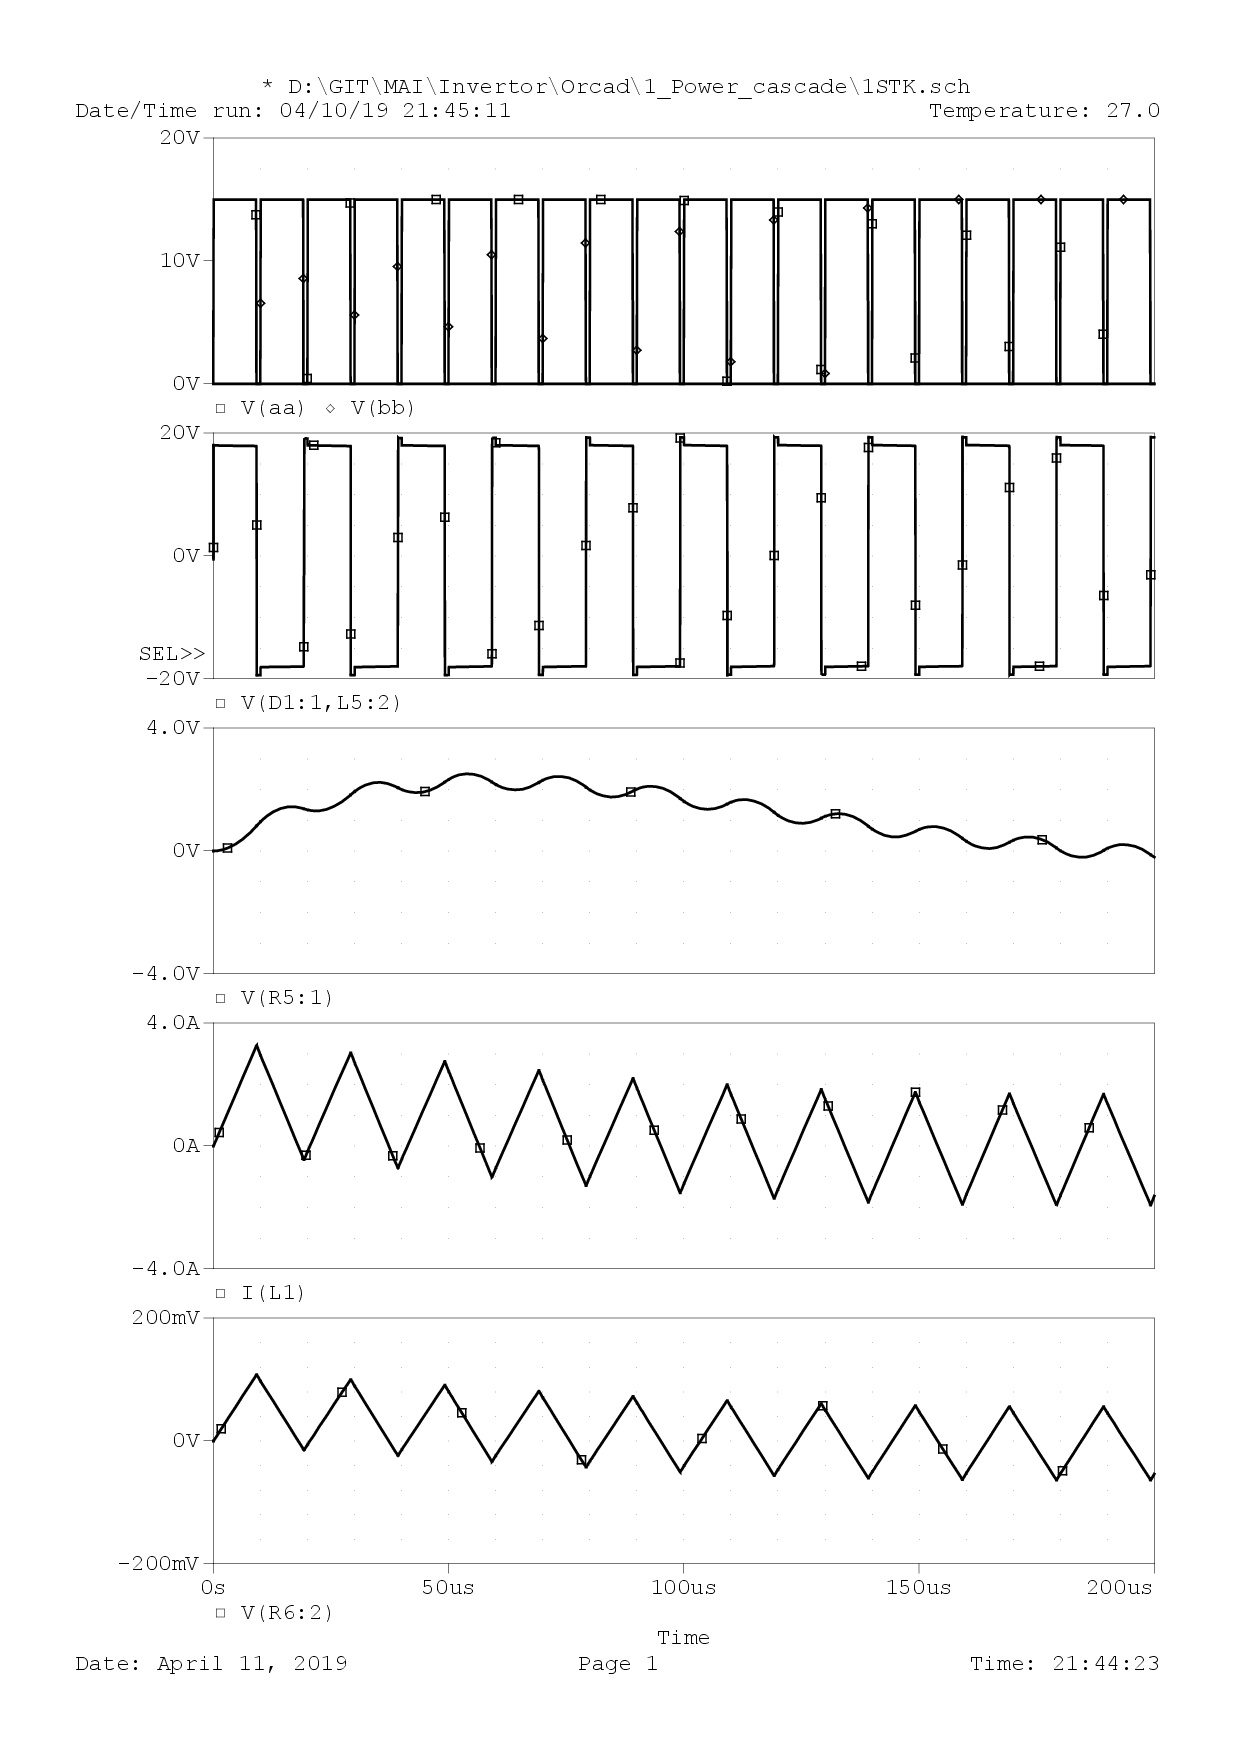 * D:\GIT\MAI\Invertor\Orcad\1_Power_cascade\1STK.sch
Date/Time run: 04/10/19 21:45:11 Temperature: 27.0
20V
10V
0V
V(aa) V(bb)
20V
0V
SEL>>
-20V
V(D1:1,L5:2)
4.0V
0V
-4.0V
V(R5:1)
4.0A
0A
-4.0A
I(L1)
200mV
0V
-200mV
0s 50us 100us 150us 200us
V(R6:2)
Time
Date: April 11, 2019 Page 1 Time: 21:44:23